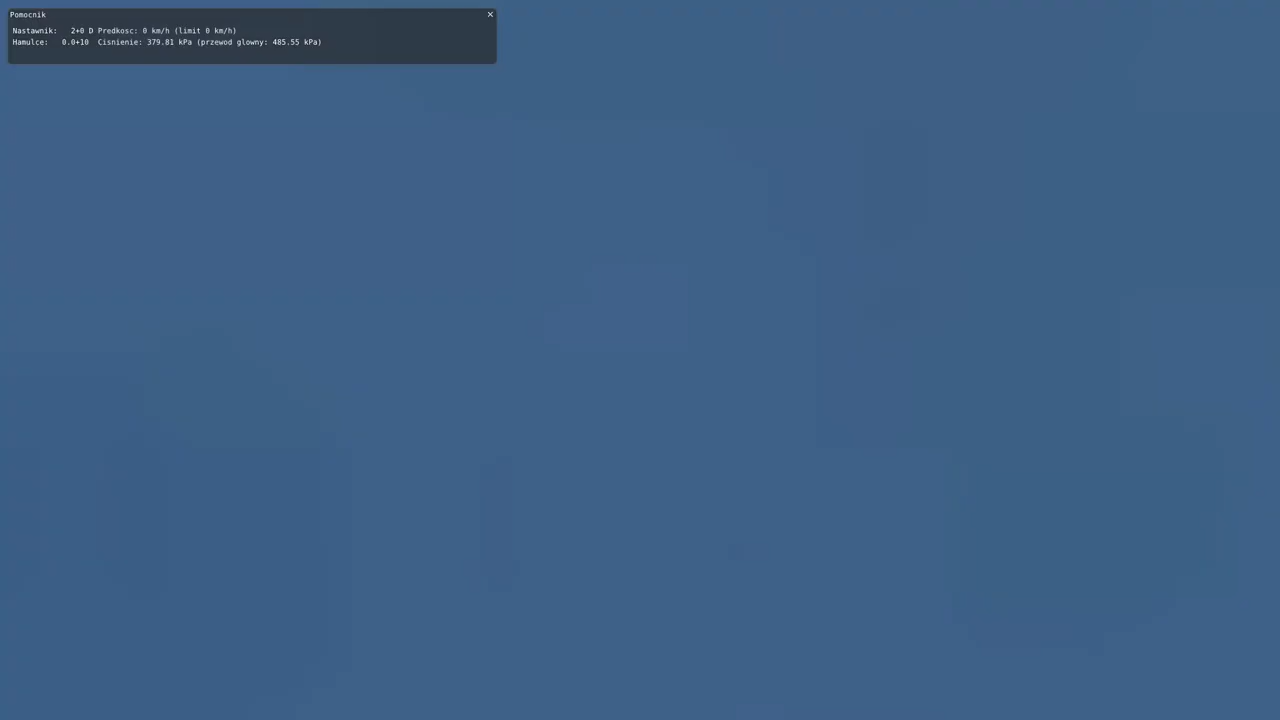 Pomocnik
Nastawnik: 2+0 D Predkosc: 0 km/h (limit 0 km/h)
Hamulce: 0.0+10 Cisnienie: 379.81 kPa (przewod glowny: 485.55 kPa)